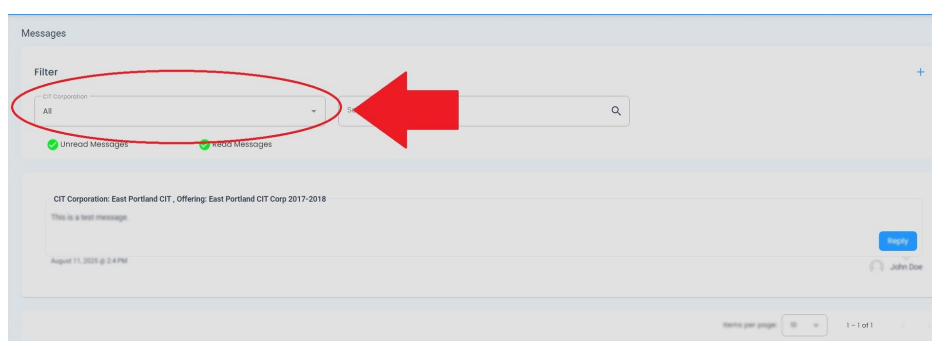 Messages
Filter
CIT Corporation
All
Unread Messages
Read Messages
CIT Corporation: East Portland CIT , Offering: East Portland CIT Corp 2017-2018
This is a test message.
Reply
August 11, 2025 @ 2:4 PM
John Doe
Items per page: 10
1 – 1 of 1